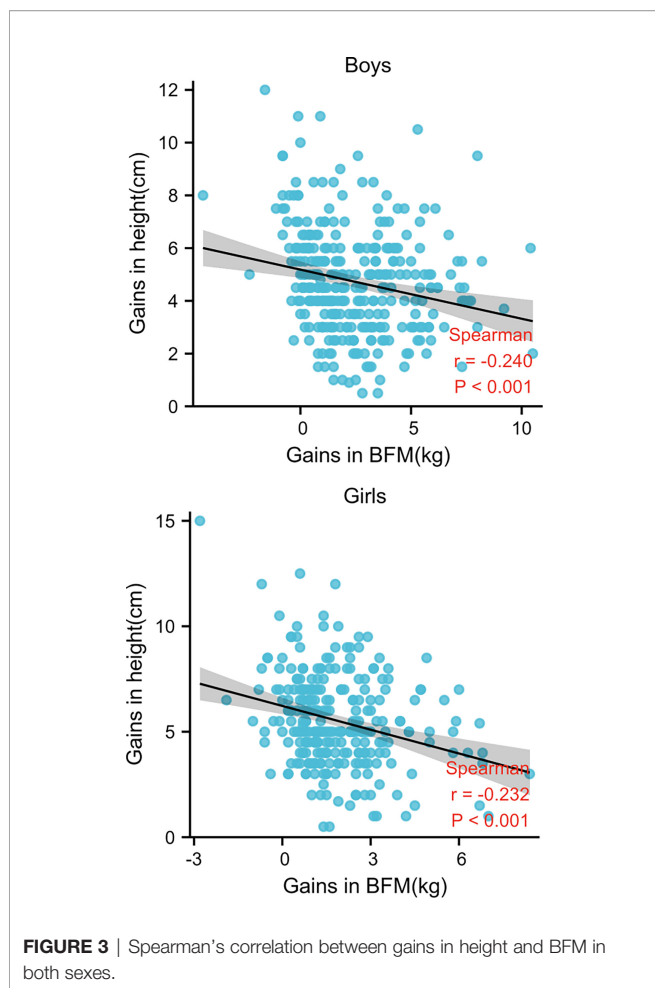 Boys
12
10
8
6
4
2
0
Gains in height(cm)
Spearman
r = -0.240
P < 0.001
0 5 10
Gains in BFM(kg)
Girls
15
10
5
0
Gains in height(cm)
Spearman
r = -0.232
P < 0.001
-3 0 3 6
Gains in BFM(kg)
FIGURE 3 | Spearman's correlation between gains in height and BFM in
both sexes.